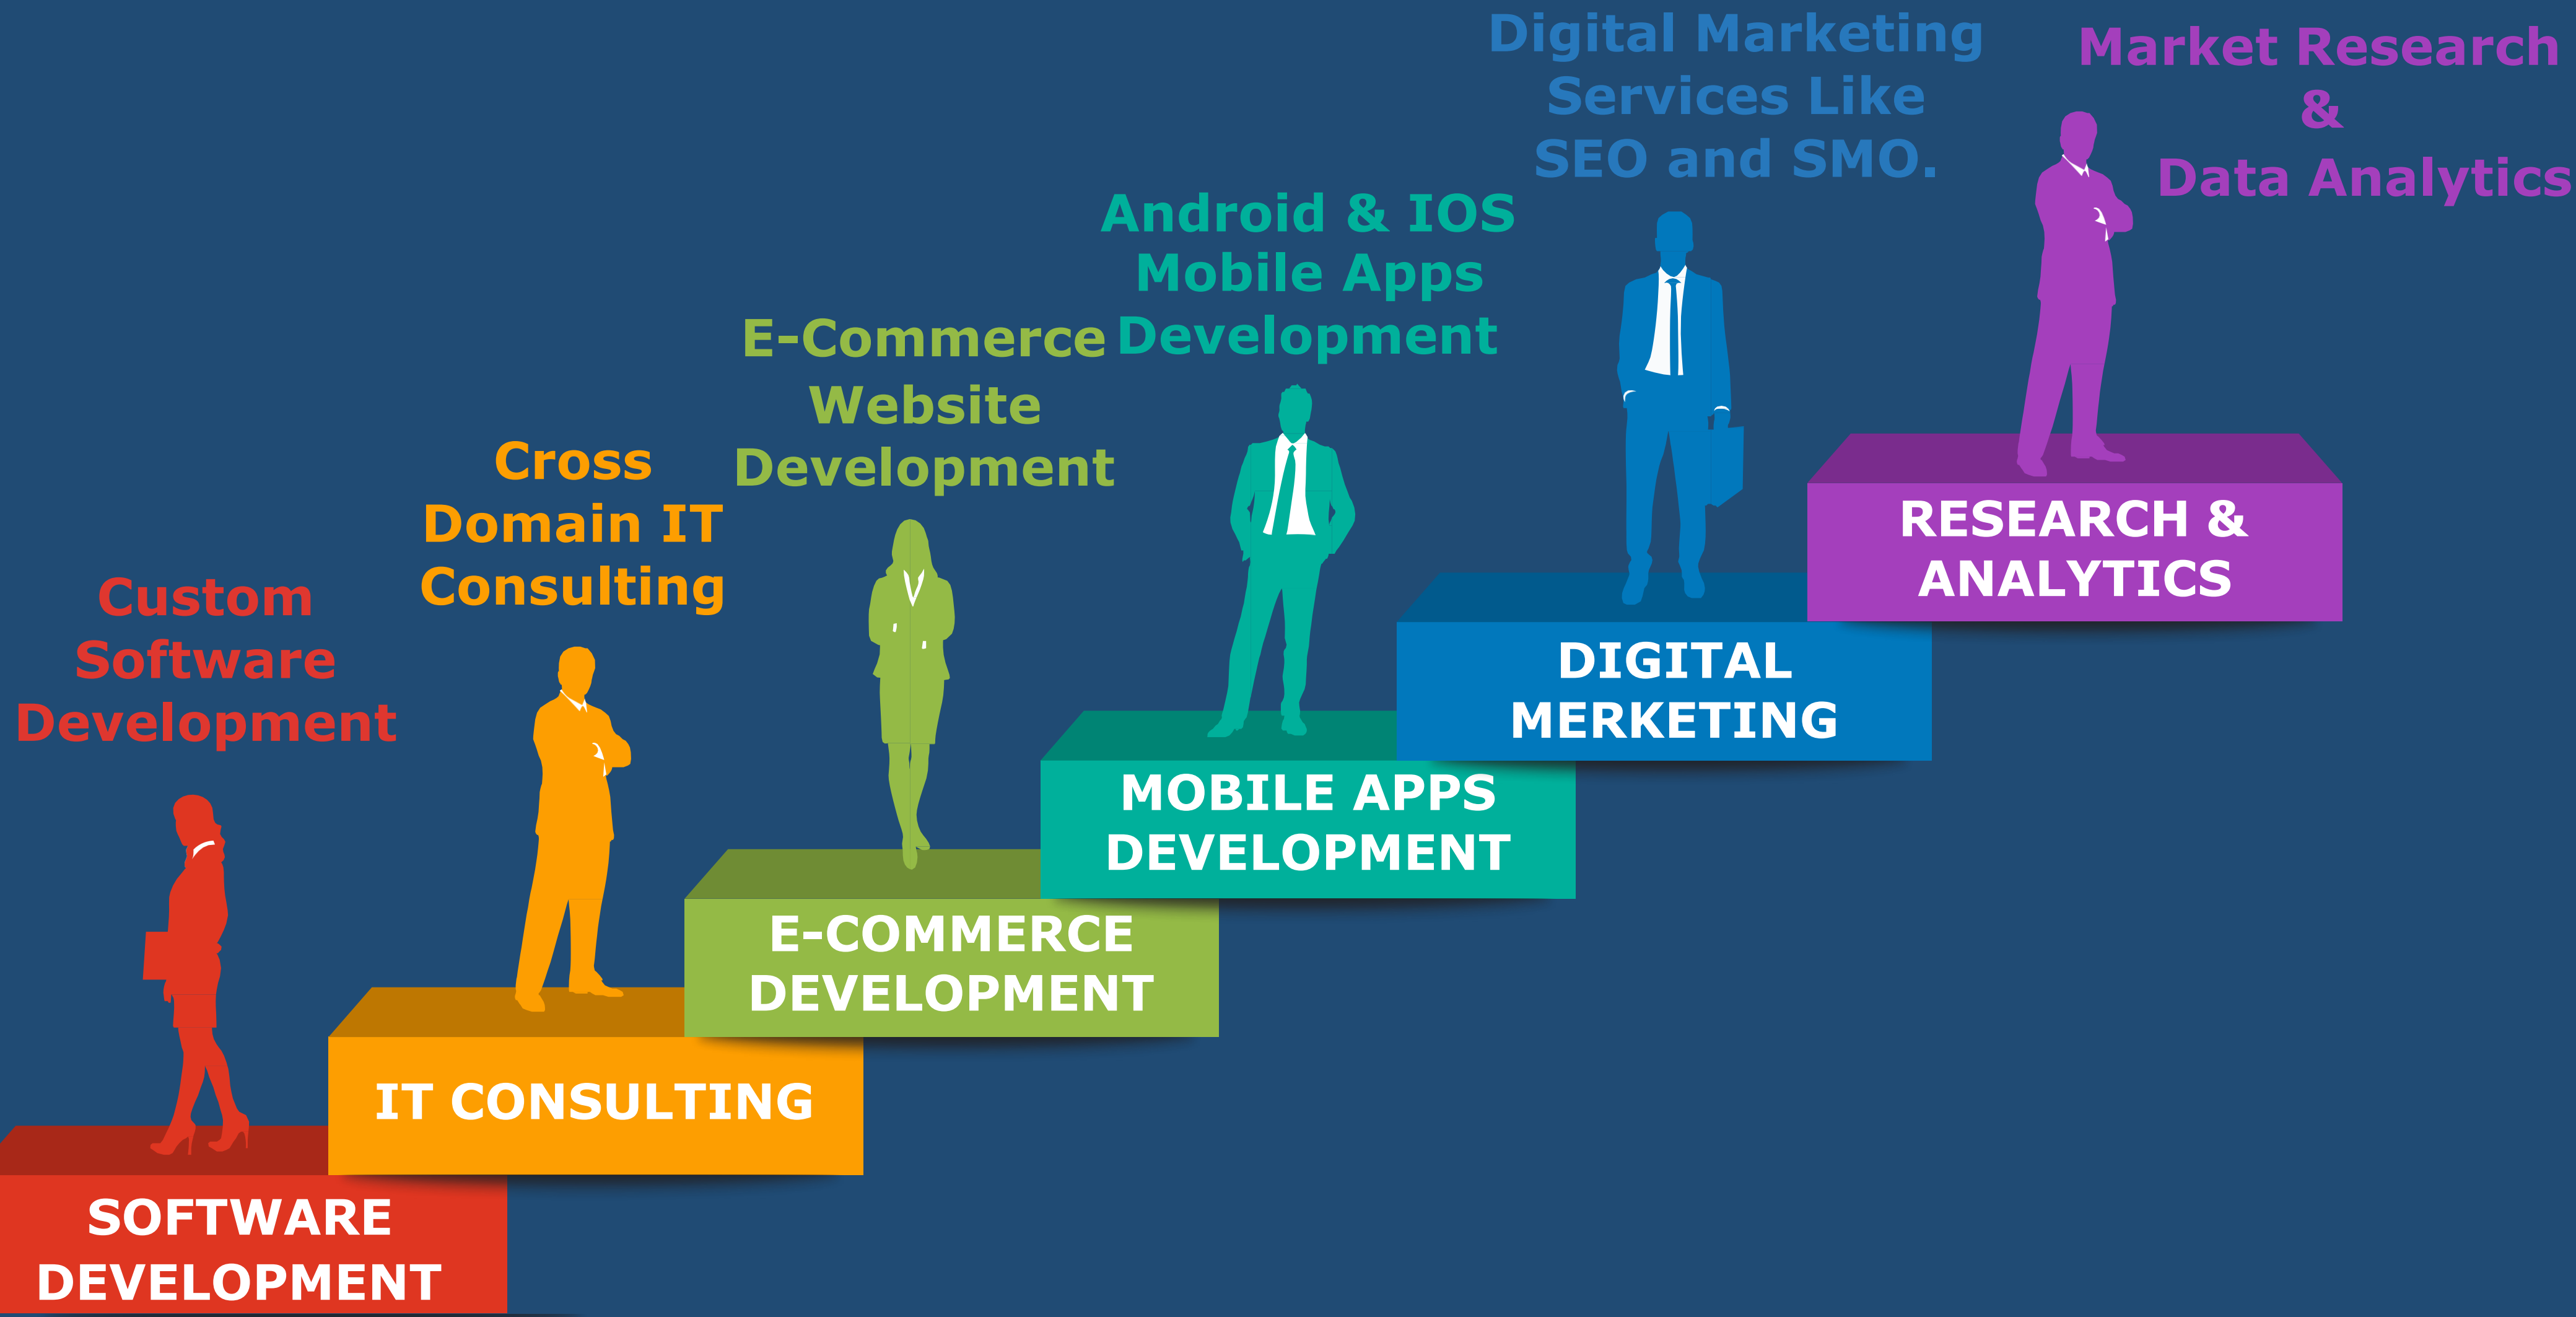 Custom
Software
Development
SOFTWARE
DEVELOPMENT
Cross
Domain IT
Consulting
IT CONSULTING
E-Commerce
Website
Development
E-COMMERCE
DEVELOPMENT
Android & IOS
Mobile Apps
Development
MOBILE APPS
DEVELOPMENT
Digital Marketing
Services Like
SEO and SMO.
DIGITAL
MERKETING
Market Research
&
Data Analytics
RESEARCH &
ANALYTICS